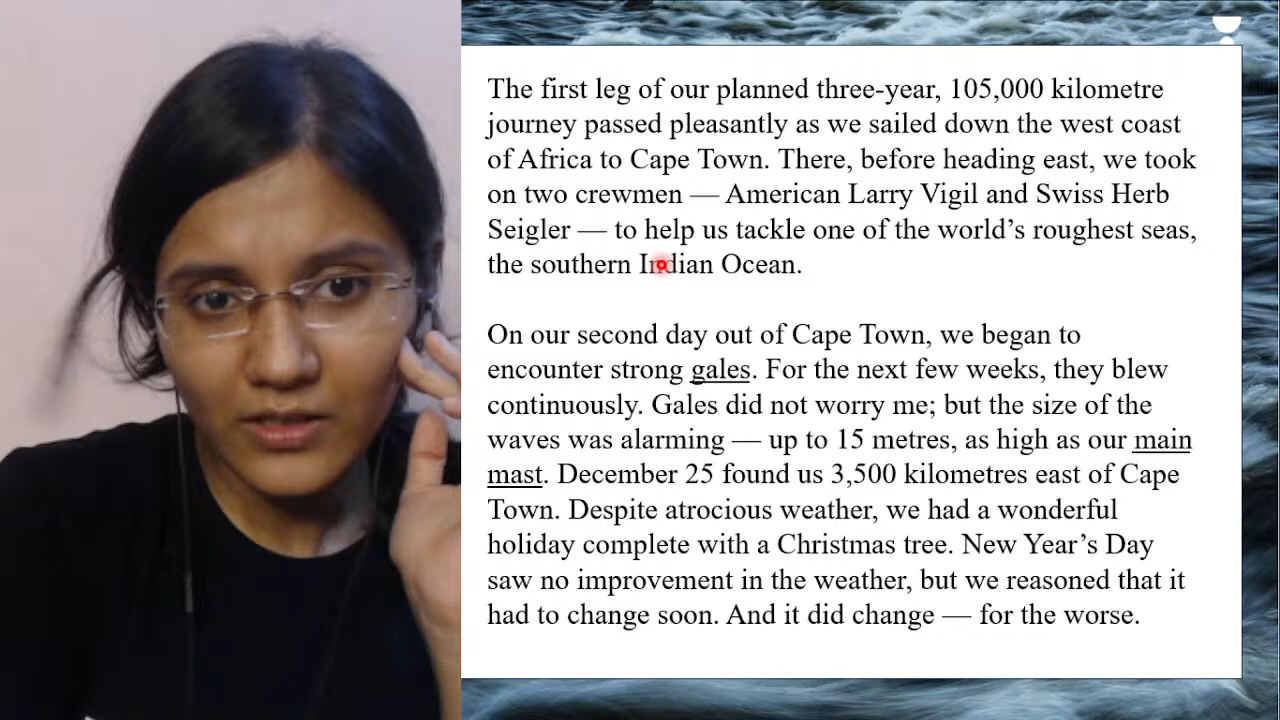 The first leg of our planned three-year, 105,000 kilometre
journey passed pleasantly as we sailed down the west coast
of Africa to Cape Town. There, before heading east, we took
on two crewmen — American Larry Vigil and Swiss Herb
Seigler — to help us tackle one of the world’s roughest seas,
the southern Indian Ocean.
On our second day out of Cape Town, we began to
encounter strong gales. For the next few weeks, they blew
continuously. Gales did not worry me; but the size of the
waves was alarming — up to 15 metres, as high as our main
mast. December 25 found us 3,500 kilometres east of Cape
Town. Despite atrocious weather, we had a wonderful
holiday complete with a Christmas tree. New Year’s Day
saw no improvement in the weather, but we reasoned that it
had to change soon. And it did change — for the worse.